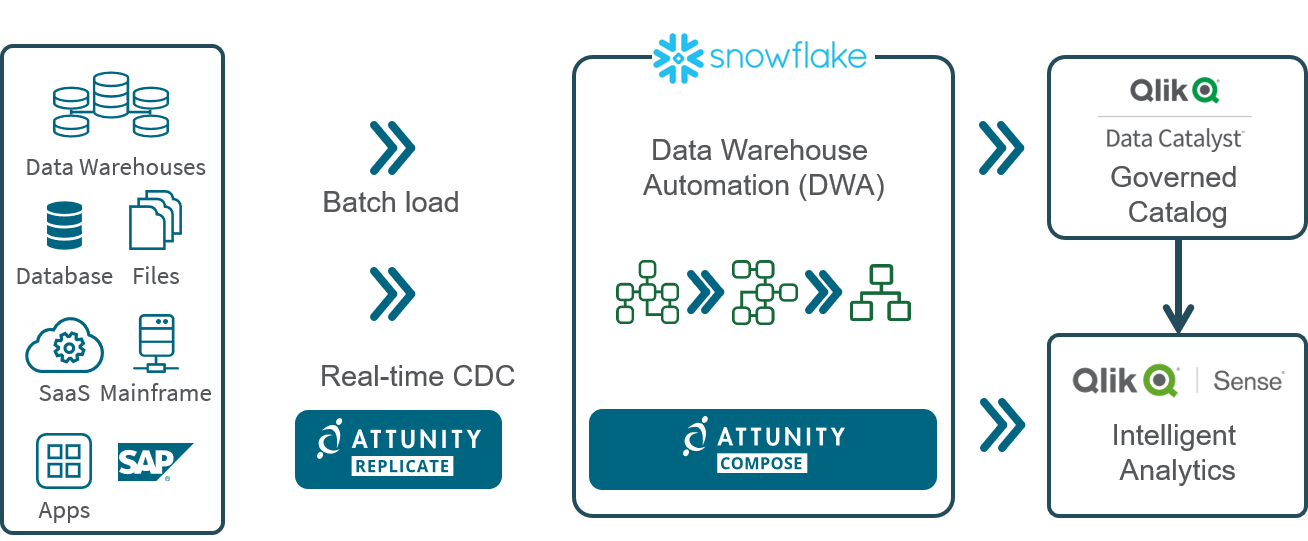 Data Warehouses
Database Files
SaaS Mainframe
SAP
Apps
Batch load
Real-time CDC
ATTUNITY
REPLICATE
snowflake
Data Warehouse
Automation (DWA)
ATTUNITY
COMPOSE
Qlik
Data Catalyst™
Governed
Catalog
Qlik | Sense®
Intelligent
Analytics